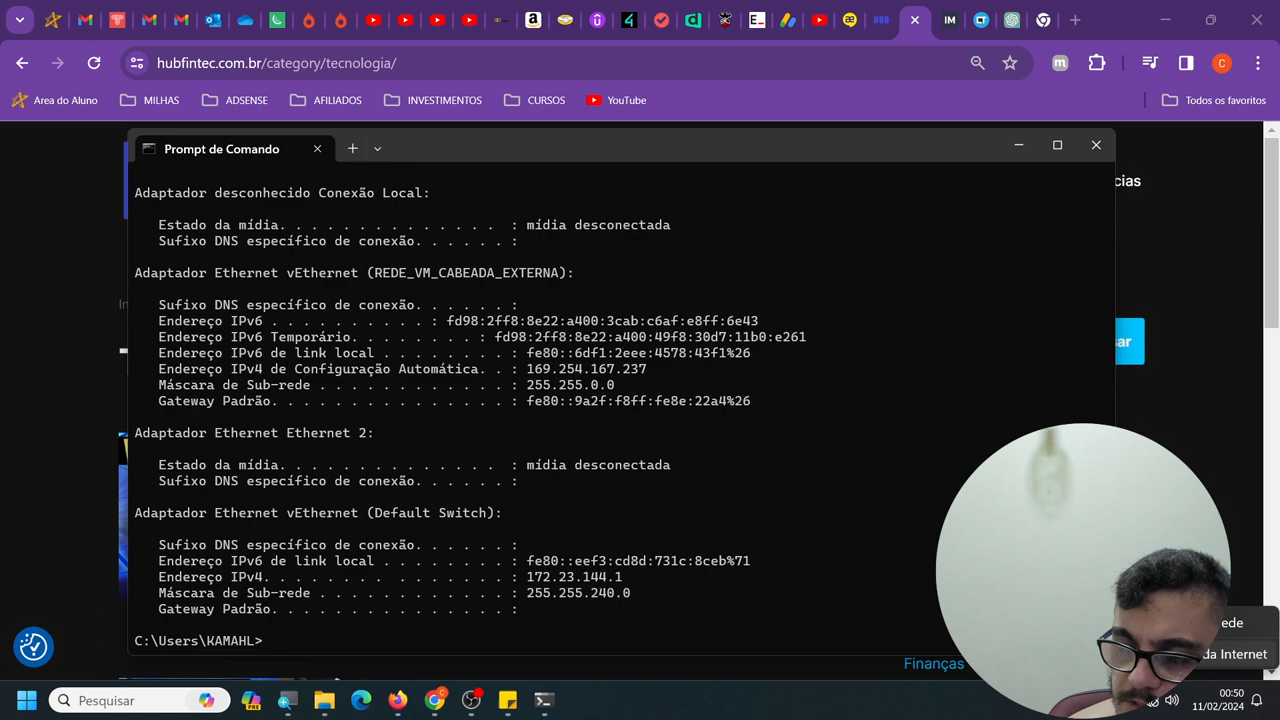 hubfintec.com.br/category/tecnologia/
Area do Aluno MILHAS ADSENSE AFILIADOS INVESTIMENTOS CURSOS YouTube Todos os favoritos
Prompt de Comando
cias
Adaptador desconhecido Conexão Local:
Estado da mídia. . . . . . . . . . . . . . : mídia desconectada
Sufixo DNS específico de conexão. . . . . . :
Adaptador Ethernet vEthernet (REDE_VM_CABEADA_EXTERNA):
Sufixo DNS específico de conexão. . . . . . :
Endereço IPv6 . . . . . . . . . . : fd98:2ff8:8e22:a400:3cab:c6af:e8ff:6e43
Endereço IPv6 Temporário. . . . . . . . : fd98:2ff8:8e22:a400:49f8:30d7:11b0:e261
Endereço IPv6 de link local . . . . . . . . : fe80::6df1:2eee:4578:43f1%26
Endereço IPv4 de Configuração Automática. . : 169.254.167.237
Máscara de Sub-rede . . . . . . . . . . . . : 255.255.0.0
Gateway Padrão. . . . . . . . . . . . . . . : fe80::9a2f:f8ff:fe8e:22a4%26
sar
Adaptador Ethernet Ethernet 2:
Estado da mídia. . . . . . . . . . . . . . : mídia desconectada
Sufixo DNS específico de conexão. . . . . . :
Adaptador Ethernet vEthernet (Default Switch):
Sufixo DNS específico de conexão. . . . . . :
Endereço IPv6 de link local . . . . . . . . : fe80::eef3:cd8d:731c:8ceb%71
Endereço IPv4. . . . . . . . . . . . . . . : 172.23.144.1
Máscara de Sub-rede . . . . . . . . . . . . : 255.255.240.0
Gateway Padrão. . . . . . . . . . . . . . . :
C:\Users\KAMAHL>
ede
da Internet
Finanças
Pesquisar
00:50
11/02/2024